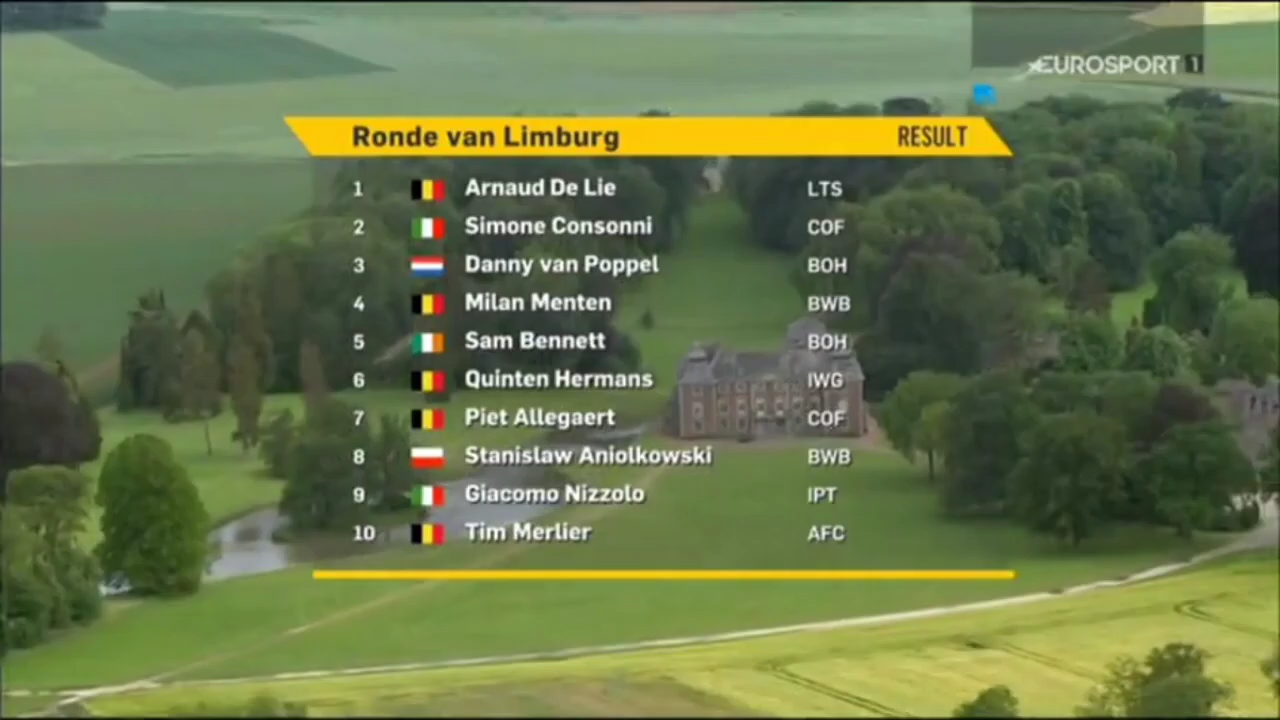 EUROSPORT 1
Ronde van Limburg RESULT
1 Arnaud De Lie LTS
2 Simone Consonni COF
3 Danny van Poppel BOH
4 Milan Menten BWB
5 Sam Bennett BOH
6 Quinten Hermans IWG
7 Piet Allegaert COF
8 Stanislaw Aniolkowski BWB
9 Giacomo Nizzolo IPT
10 Tim Merlier AFC